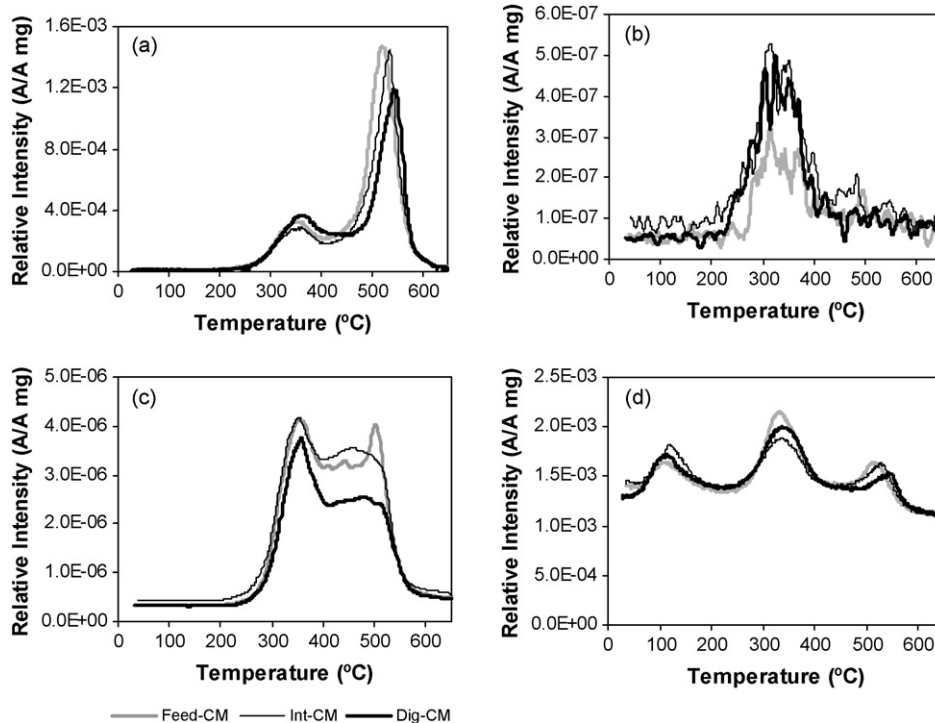 (a)
Relative Intensity (A/A mg)
1.6E-03
1.2E-03
8.0E-04
4.0E-04
0.0E+00
0 100 200 300 400 500 600
Temperature (ºC)
(b)
Relative Intensity (A/A mg)
6.0E-07
5.0E-07
4.0E-07
3.0E-07
2.0E-07
1.0E-07
0.0E+00
0 100 200 300 400 500 600
Temperature (ºC)
(c)
Relative Intensity (A/A mg)
5.0E-06
4.0E-06
3.0E-06
2.0E-06
1.0E-06
0.0E+00
0 100 200 300 400 500 600
Temperature (ºC)
(d)
Relative Intensity (A/A mg)
2.5E-03
2.0E-03
1.5E-03
1.0E-03
5.0E-04
0.0E+00
0 100 200 300 400 500 600
Temperature (ºC)
Feed-CM Int-CM Dig-CM